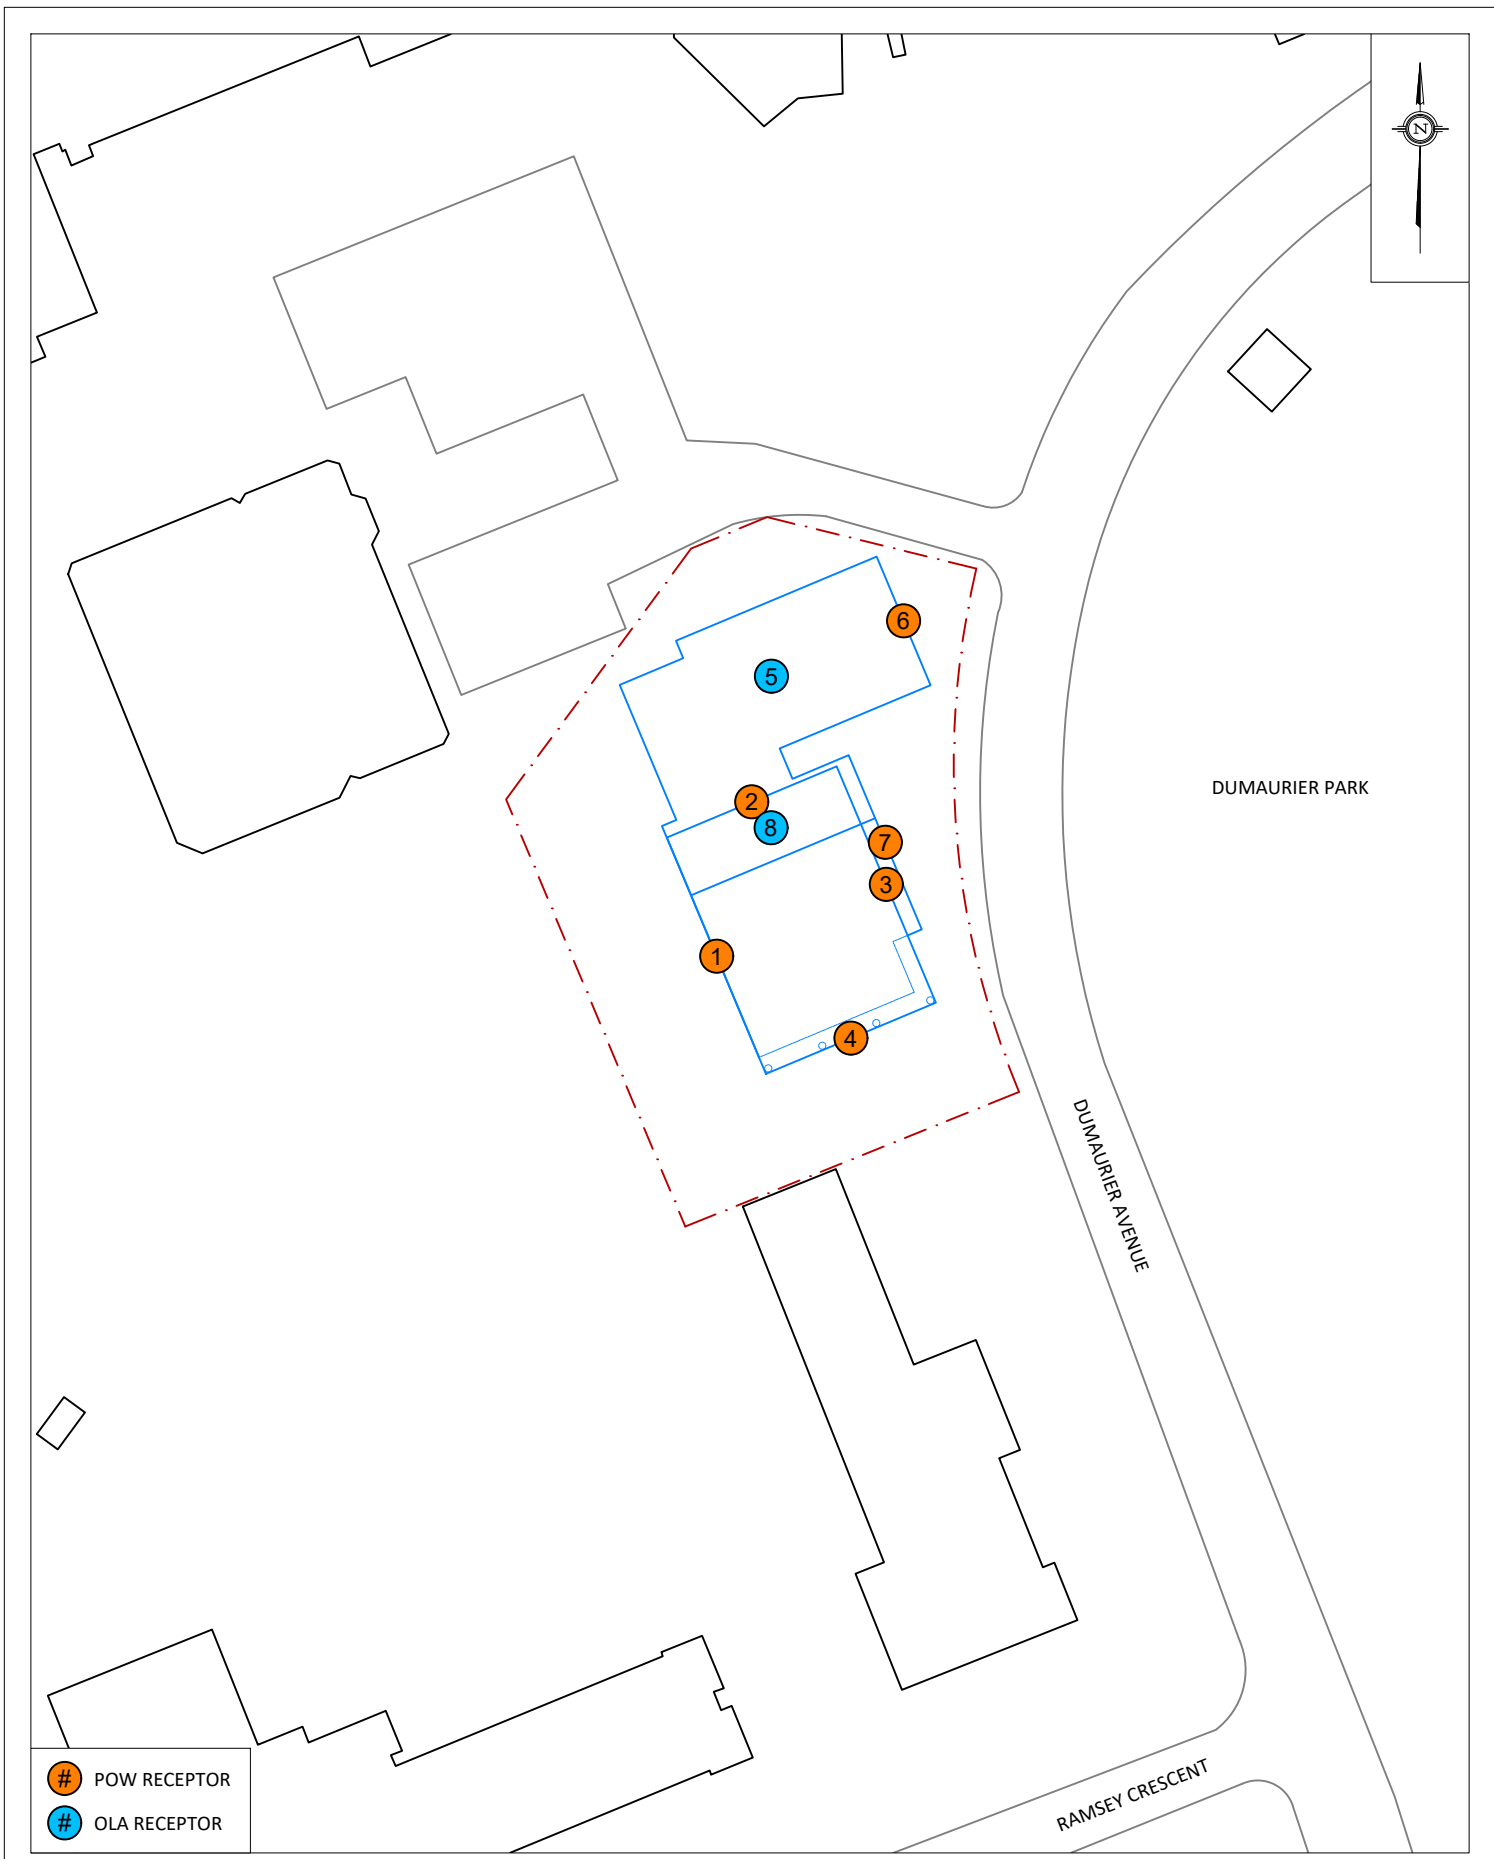 N
6
5
2
8
7
3
1
4
DUMAURIER PARK
DUMAURIER AVENUE
RAMSEY CRESCENT
# POW RECEPTOR
# OLA RECEPTOR